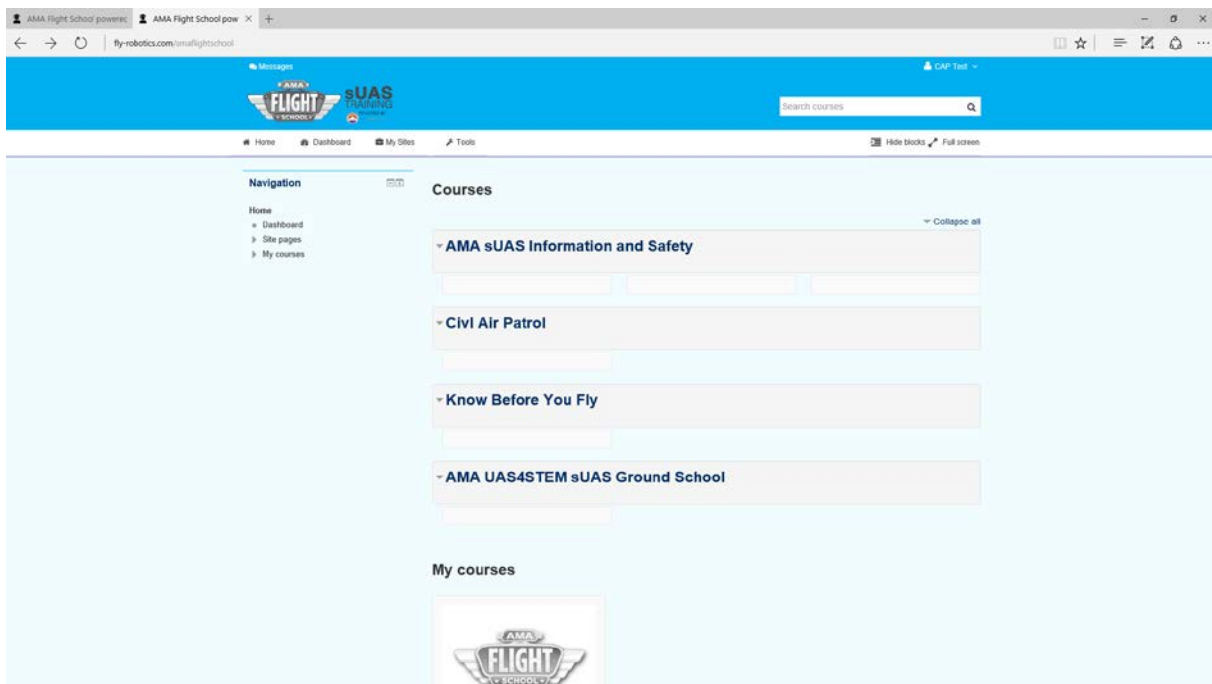 AMA Flight School powerec AMA Flight School pow
fly-robotics.com/amaflightschool
Messages CAP Test
AMA
FLIGHT
SCHOOL
sUAS
TRAINING
Search courses
Home Dashboard My Sites Tools Hide blocks Full screen
Navigation
Home
Dashboard
Site pages
My courses
Courses
Collapse all
AMA sUAS Information and Safety
Civl Air Patrol
Know Before You Fly
AMA UAS4STEM sUAS Ground School
My courses
AMA
FLIGHT
SCHOOL